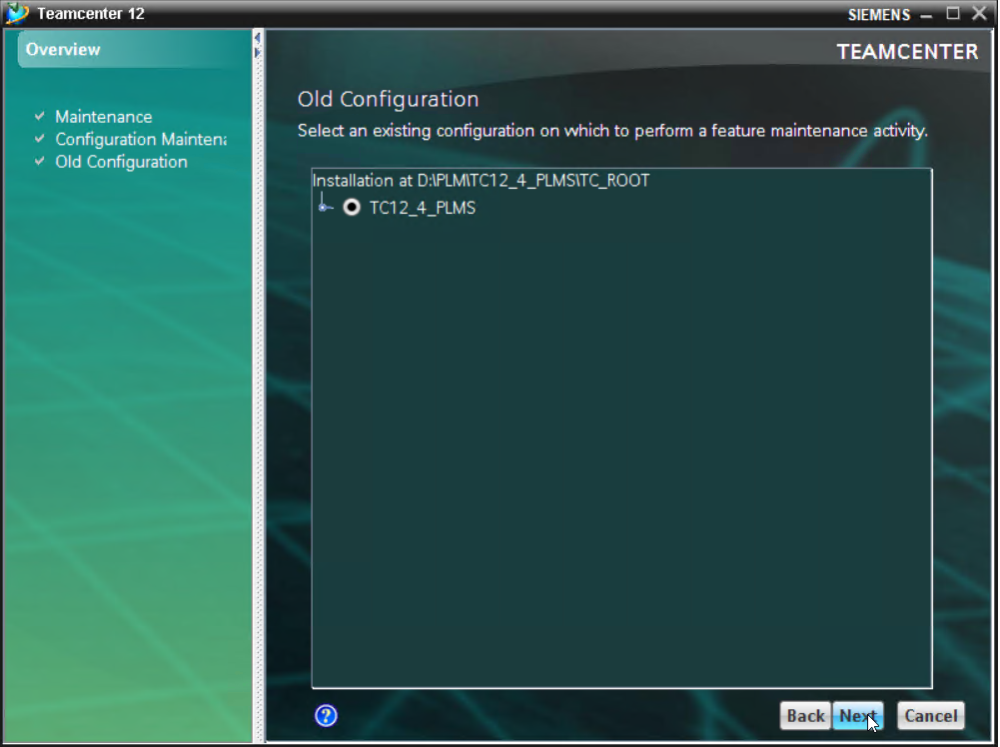 Teamcenter 12
SIEMENS
Overview
TEAMCENTER
Maintenance
Configuration Maintena
Old Configuration
Old Configuration
Select an existing configuration on which to perform a feature maintenance activity.
Installation at D:\PLM\TC12_4_PLMS\TC_ROOT
TC12_4_PLMS
?
Back Next Cancel